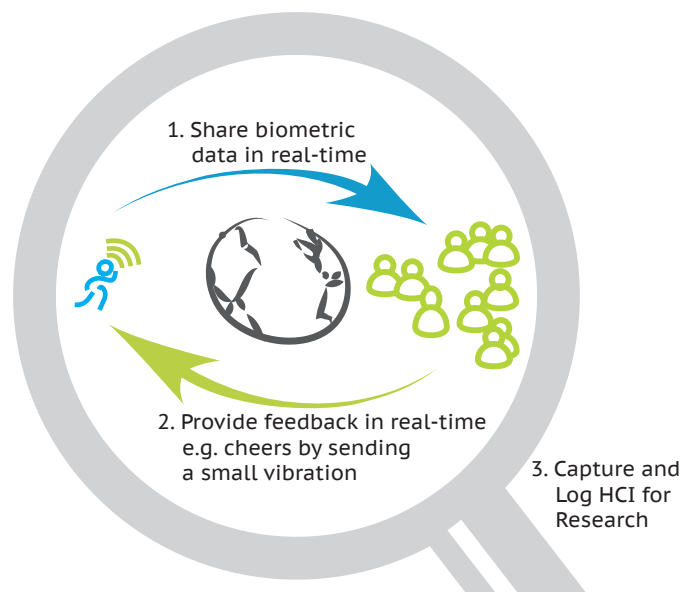 1. Share biometric
data in real-time
2. Provide feedback in real-time
e.g. cheers by sending
a small vibration
3. Capture and
Log HCI for
Research